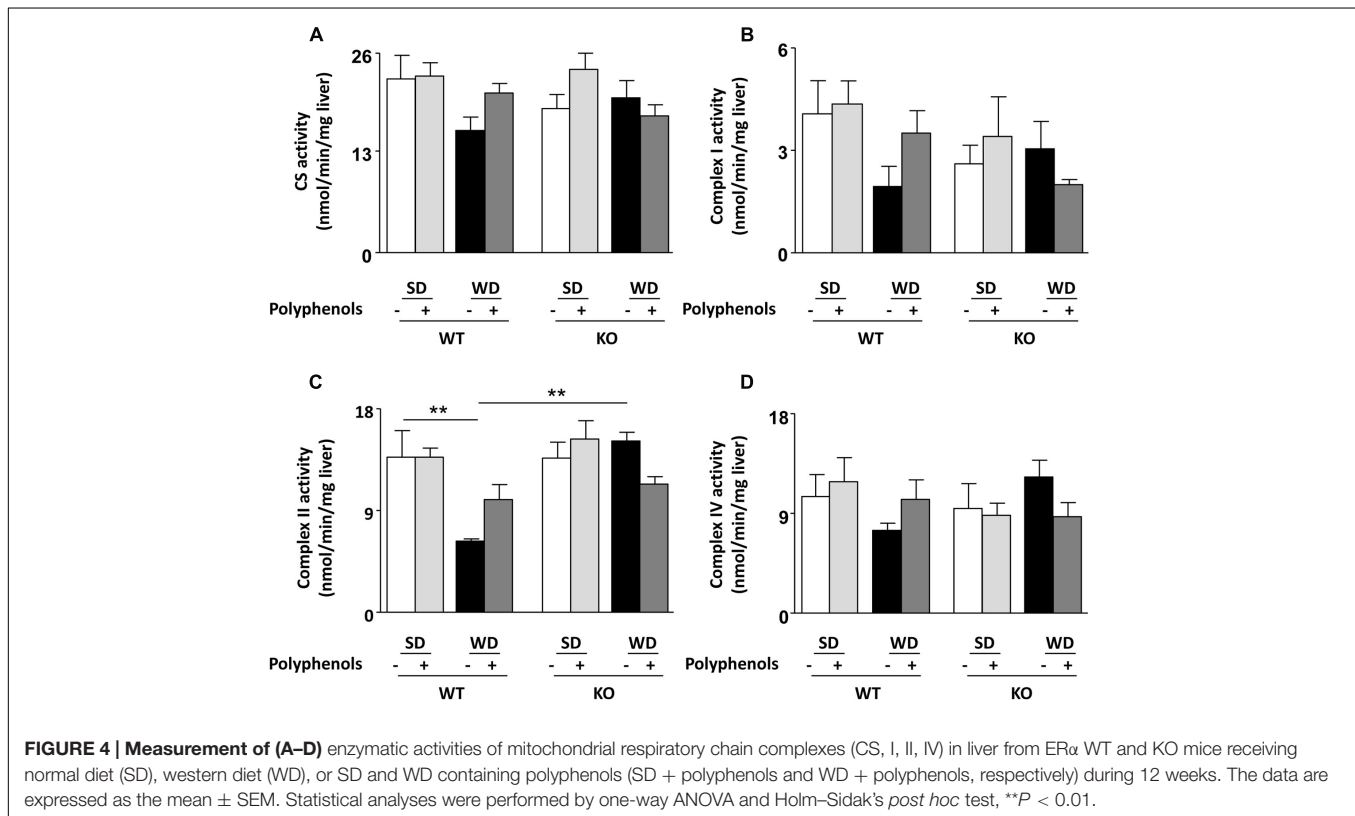 A
26
13
0
CS activity
(nmol/min/mg liver)
SD WD SD WD
Polyphenols - + - + - + - +
WT KO
B
6
3
0
Complex I activity
(nmol/min/mg liver)
SD WD SD WD
Polyphenols - + - + - + - +
WT KO
C
** **
18
9
0
Complex II activity
(nmol/min/mg liver)
SD WD SD WD
Polyphenols - + - + - + - +
WT KO
D
18
9
0
Complex IV activity
(nmol/min/mg liver)
SD WD SD WD
Polyphenols - + - + - + - +
WT KO
FIGURE 4 | Measurement of (A–D) enzymatic activities of mitochondrial respiratory chain complexes (CS, I, II, IV) in liver from ERα WT and KO mice receiving
normal diet (SD), western diet (WD), or SD and WD containing polyphenols (SD + polyphenols and WD + polyphenols, respectively) during 12 weeks. The data are
expressed as the mean ± SEM. Statistical analyses were performed by one-way ANOVA and Holm–Sidak's post hoc test, **P < 0.01.